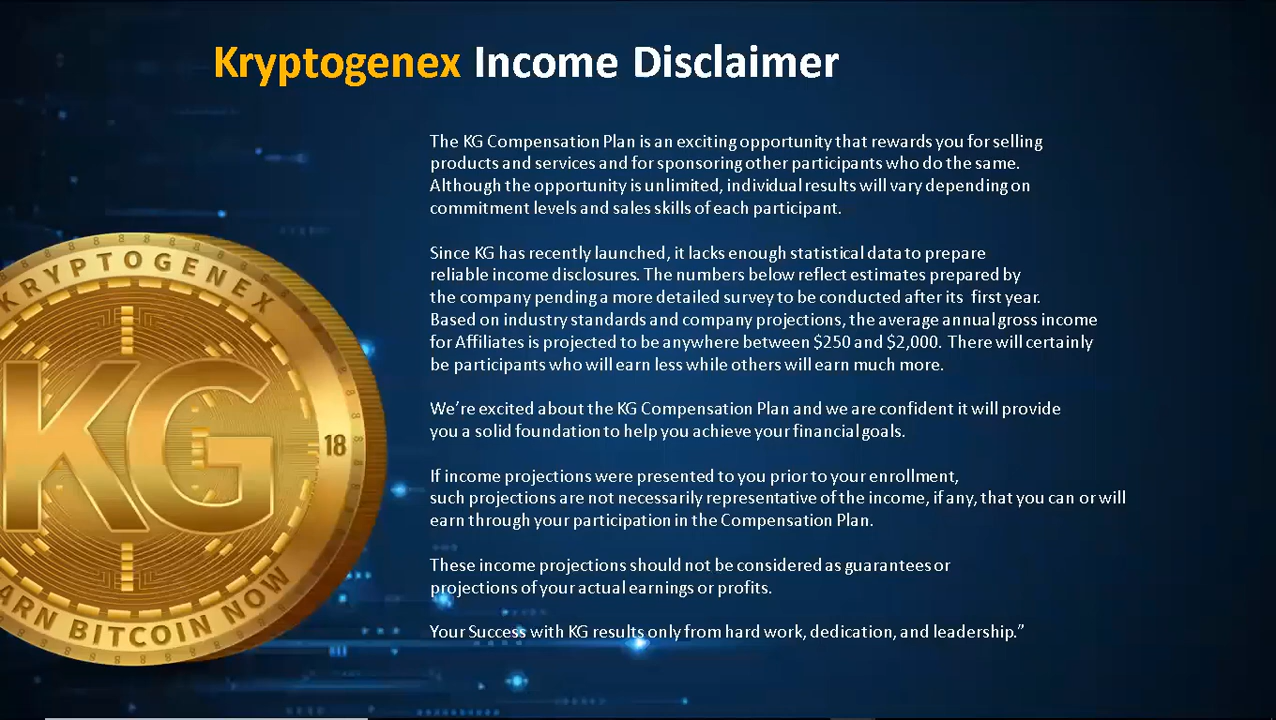 Kryptogenex Income Disclaimer
The KG Compensation Plan is an exciting opportunity that rewards you for selling
products and services and for sponsoring other participants who do the same.
Although the opportunity is unlimited, individual results will vary depending on
commitment levels and sales skills of each participant.
Since KG has recently launched, it lacks enough statistical data to prepare
reliable income disclosures. The numbers below reflect estimates prepared by
the company pending a more detailed survey to be conducted after its first year.
Based on industry standards and company projections, the average annual gross income
for Affiliates is projected to be anywhere between $250 and $2,000. There will certainly
be participants who will earn less while others will earn much more.
We’re excited about the KG Compensation Plan and we are confident it will provide
you a solid foundation to help you achieve your financial goals.
If income projections were presented to you prior to your enrollment,
such projections are not necessarily representative of the income, if any, that you can or will
earn through your participation in the Compensation Plan.
These income projections should not be considered as guarantees or
projections of your actual earnings or profits.
Your Success with KG results only from hard work, dedication, and leadership.”
KRYPTOGENEX
KG
18
ARN BITCOIN NOW